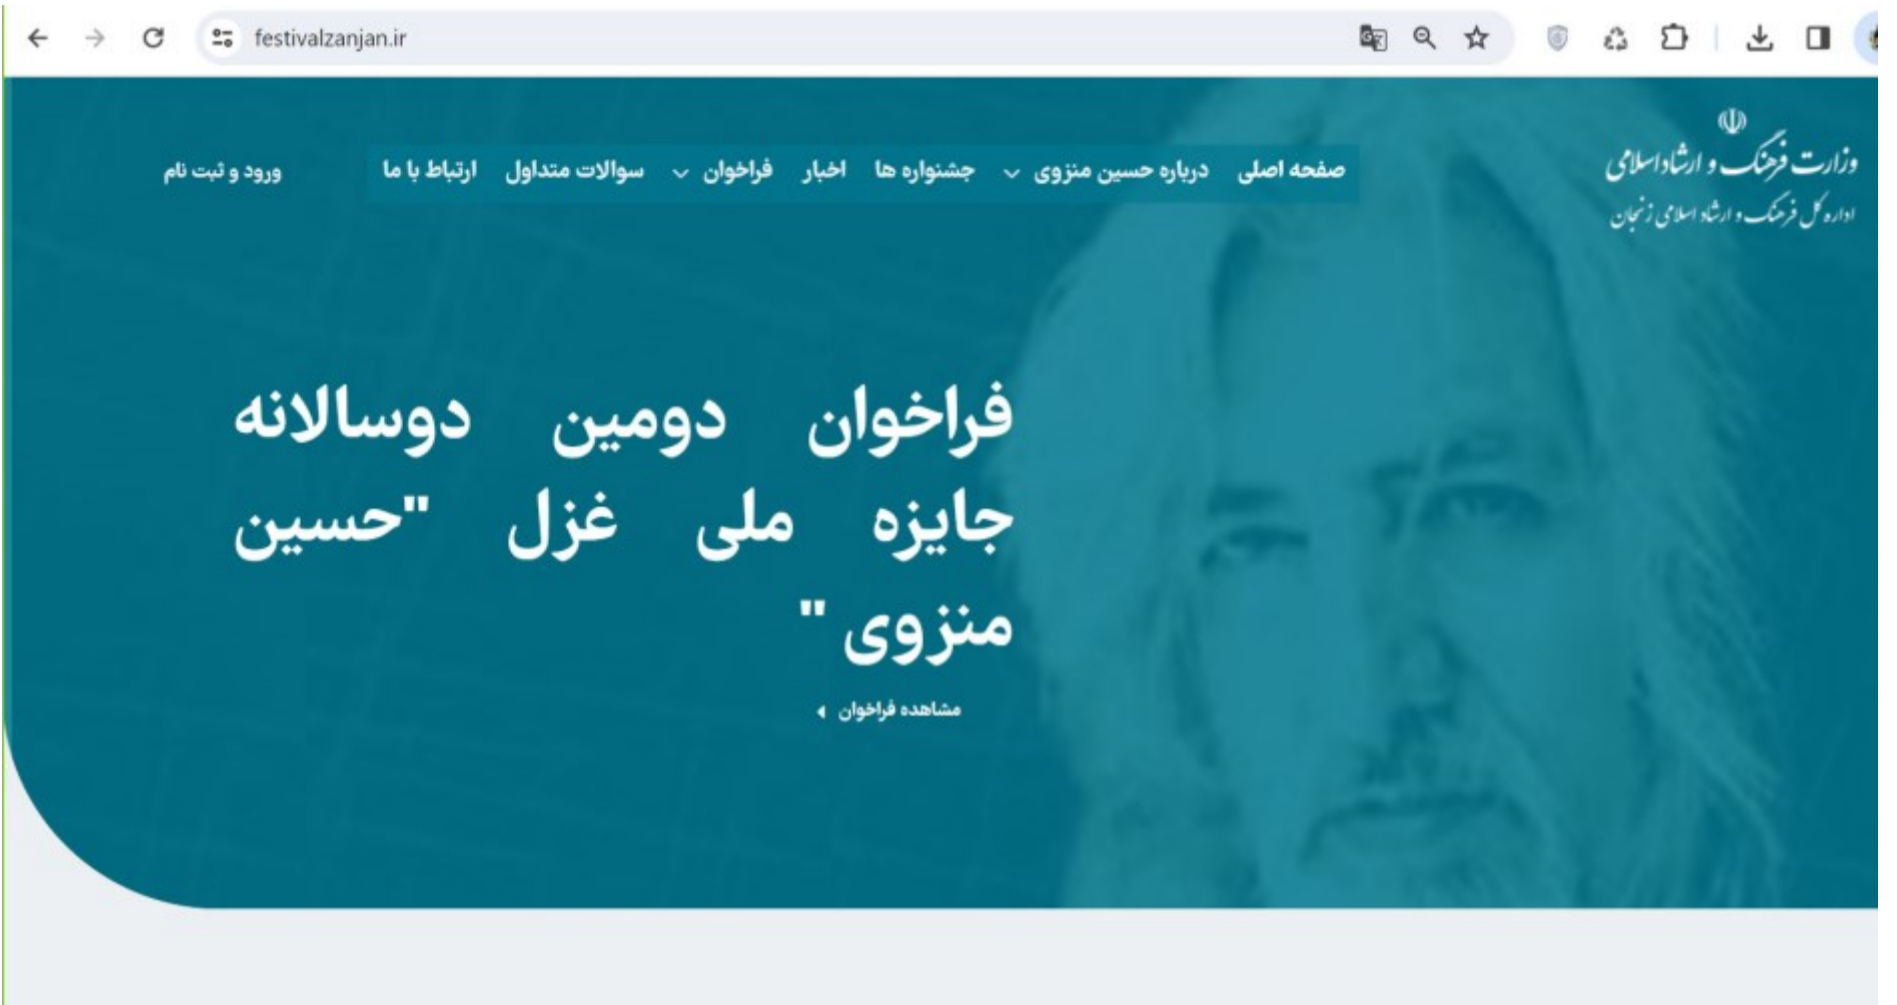 festivalzanjan.ir
وزارت فرهنگ و ارشاد اسلامی
اداره کل فرهنگ و ارشاد اسلامی زنجان
صفحه اصلی درباره حسین منزوی جشنواره ها اخبار فراخوان سوالات متداول ارتباط با ما
ورود و ثبت نام
فراخوان دومین دوسالانه
جایزه ملی غزل "حسین
منزوی "
مشاهده فراخوان